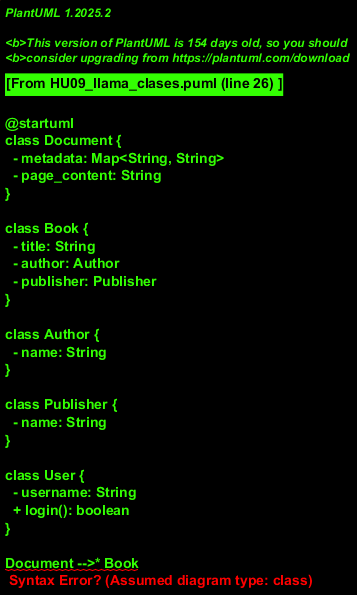 PlantUML 1.2025.2
<b>This version of PlantUML is 154 days old, so you should
<b>consider upgrading from https://plantuml.com/download
[From HU09_llama_clases.puml (line 26) ]
@startuml
class Document {
- metadata: Map<String, String>
- page_content: String
}
class Book {
- title: String
- author: Author
- publisher: Publisher
}
class Author {
- name: String
}
class Publisher {
- name: String
}
class User {
- username: String
+ login(): boolean
}
Document -->* Book
Syntax Error? (Assumed diagram type: class)